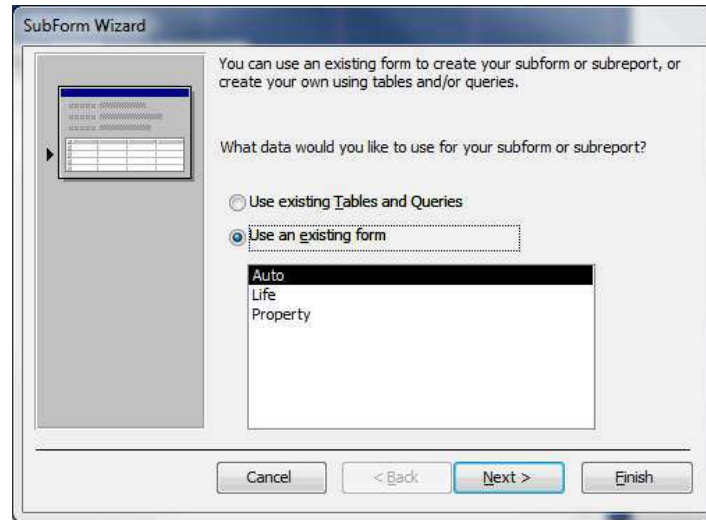 SubForm Wizard
You can use an existing form to create your subform or subreport, or
create your own using tables and/or queries.
What data would you like to use for your subform or subreport?
Use existing Tables and Queries
Use an existing form
Auto
Life
Property
Cancel
< Back
Next >
Finish